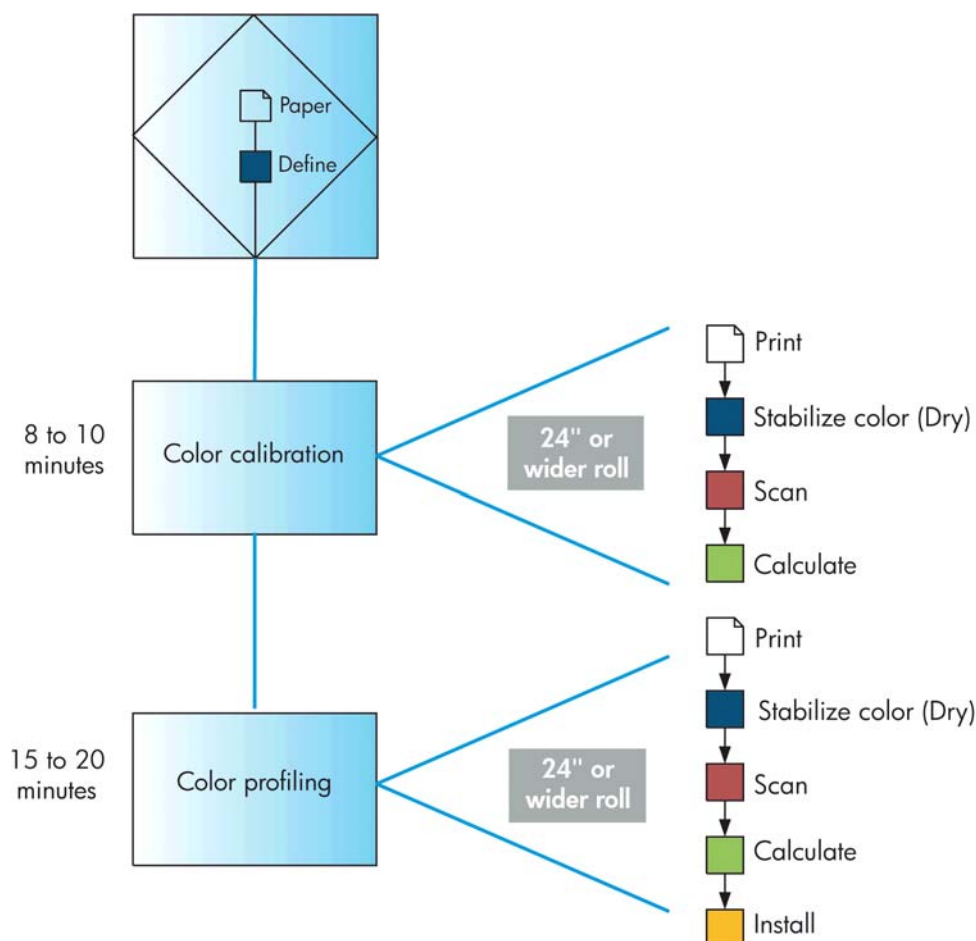 Paper
Define
8 to 10
minutes
Color calibration
24" or
wider roll
Print
Stabilize color (Dry)
Scan
Calculate
15 to 20
minutes
Color profiling
24" or
wider roll
Print
Stabilize color (Dry)
Scan
Calculate
Install